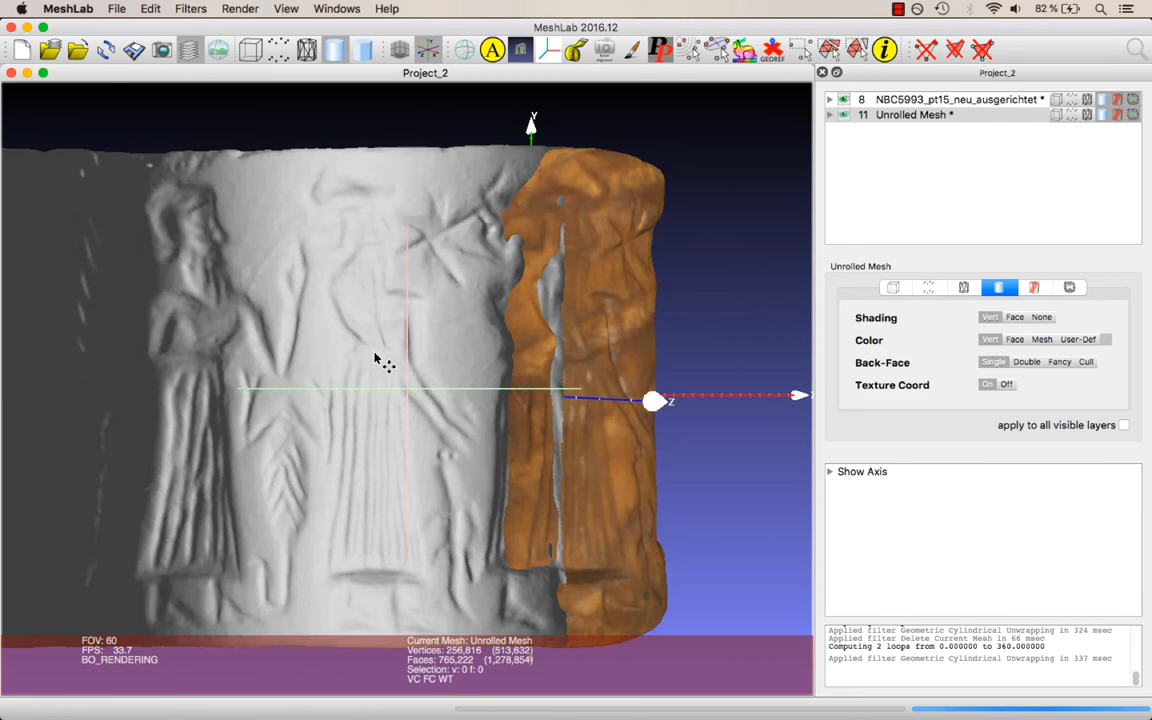 MeshLab File Edit Filters Render View Windows Help 82 %
MeshLab 2016.12
A PP GEOREF i
Project_2 Project_2
8 NBC5993_pt15_neu_ausgerichtet *
11 Unrolled Mesh *
Y
Z
Unrolled Mesh
Shading Vert Face None
Color Vert Face Mesh User-Def
Back-Face Single Double Fancy Cull
Texture Coord On Off
apply to all visible layers
Show Axis
FOV: 60
FPS: 33.7
BO_RENDERING
Current Mesh: Unrolled Mesh
Vertices: 256,816 (513,632)
Faces: 765,222 (1,278,854)
Selection: v: 0 f: 0
VC FC WT
Applied filter Geometric Cylindrical Unwrapping in 324 msec
Applied filter Delete Current Mesh in 66 msec
Computing 2 loops from 0.000000 to 360.000000
Applied filter Geometric Cylindrical Unwrapping in 337 msec